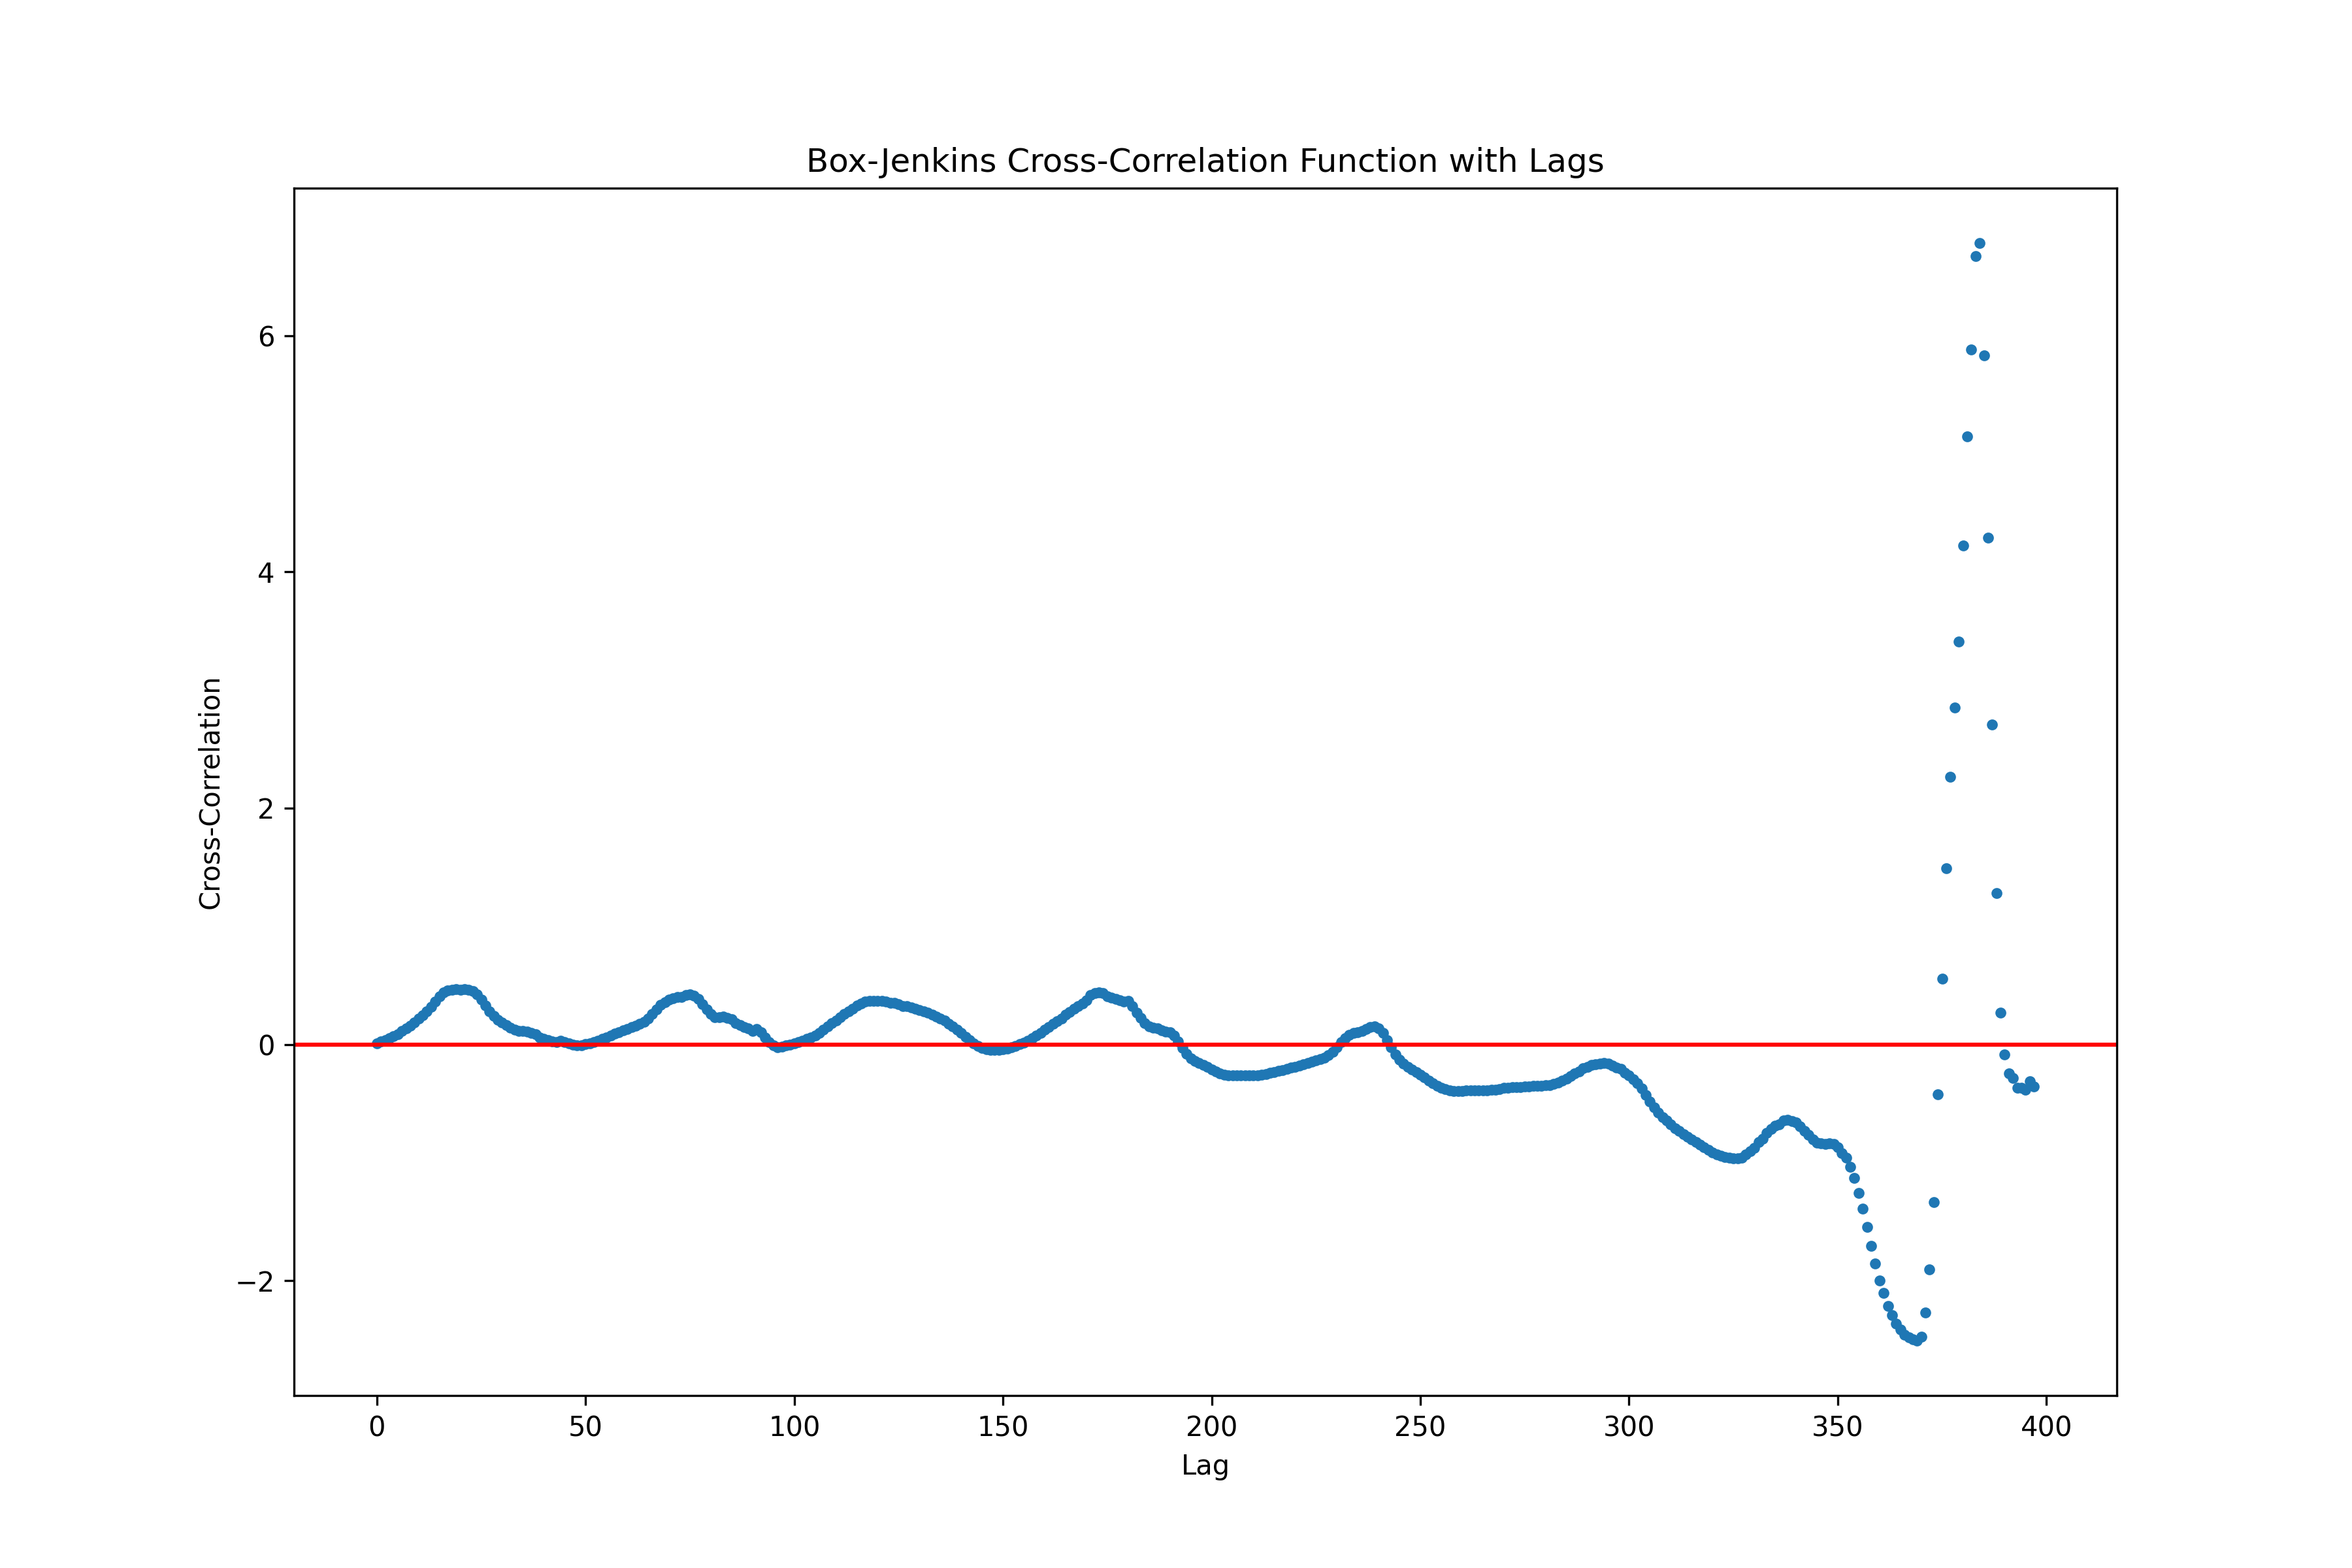 Box-Jenkins Cross-Correlation Function with Lags
6
4
2
0
−2
Cross-Correlation
0 50 100 150 200 250 300 350 400
Lag